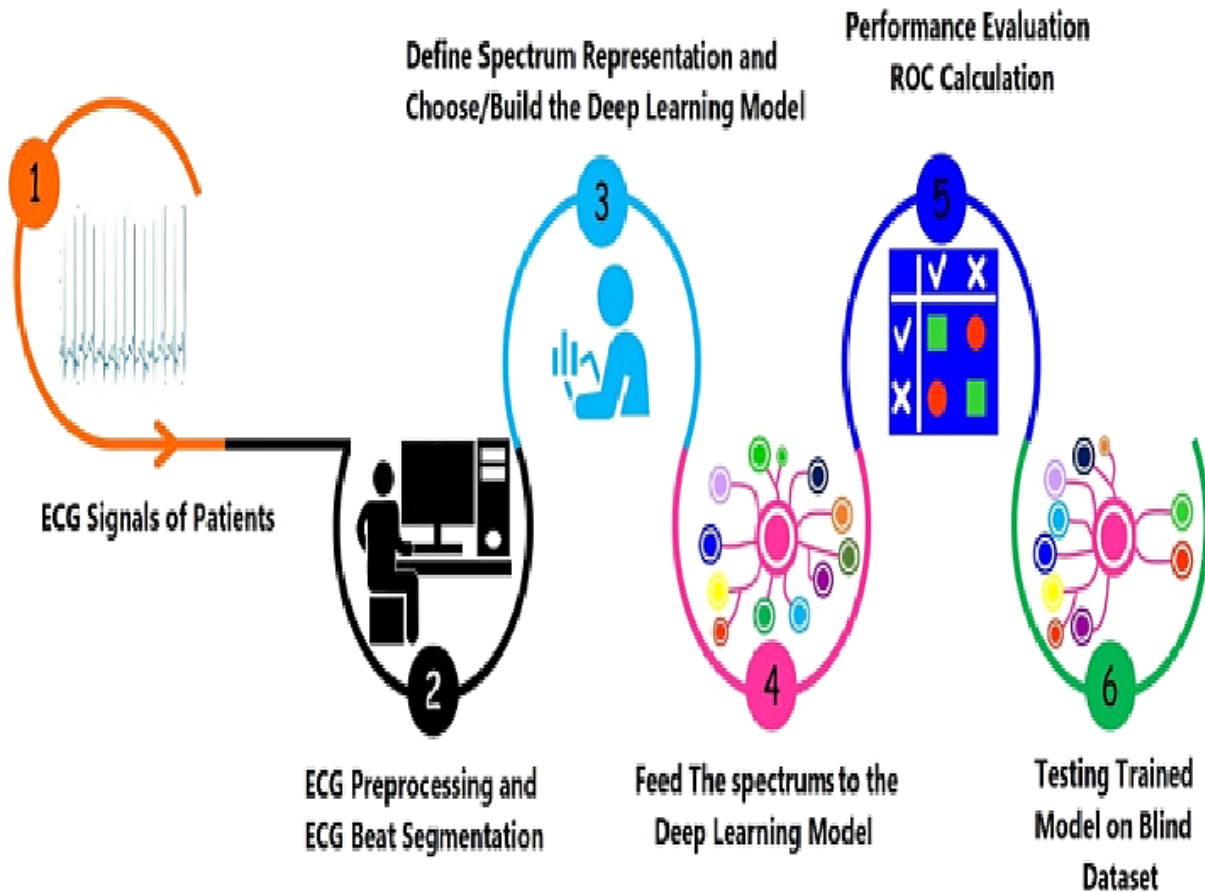 1
ECG Signals of Patients
2
ECG Preprocessing and
ECG Beat Segmentation
Define Spectrum Representation and
Choose/Build the Deep Learning Model
3
4
Feed The spectrums to the
Deep Learning Model
Performance Evaluation
ROC Calculation
5
6
Testing Trained
Model on Blind
Dataset